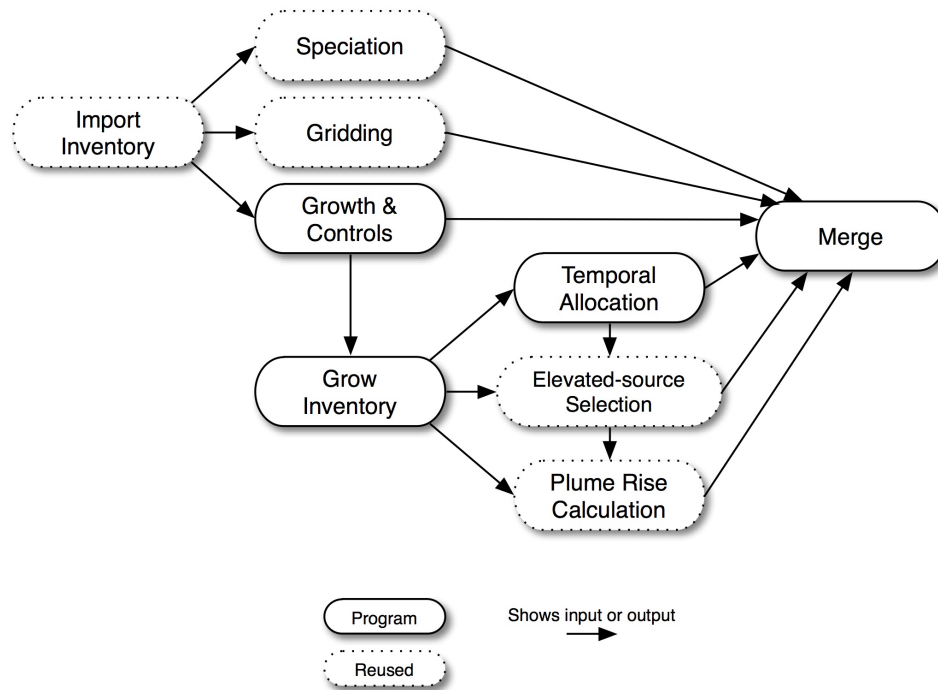 Speciation
Import
Inventory
Gridding
Growth &
Controls
Merge
Temporal
Allocation
Grow
Inventory
Elevated-source
Selection
Plume Rise
Calculation
Program
Shows input or output
Reused